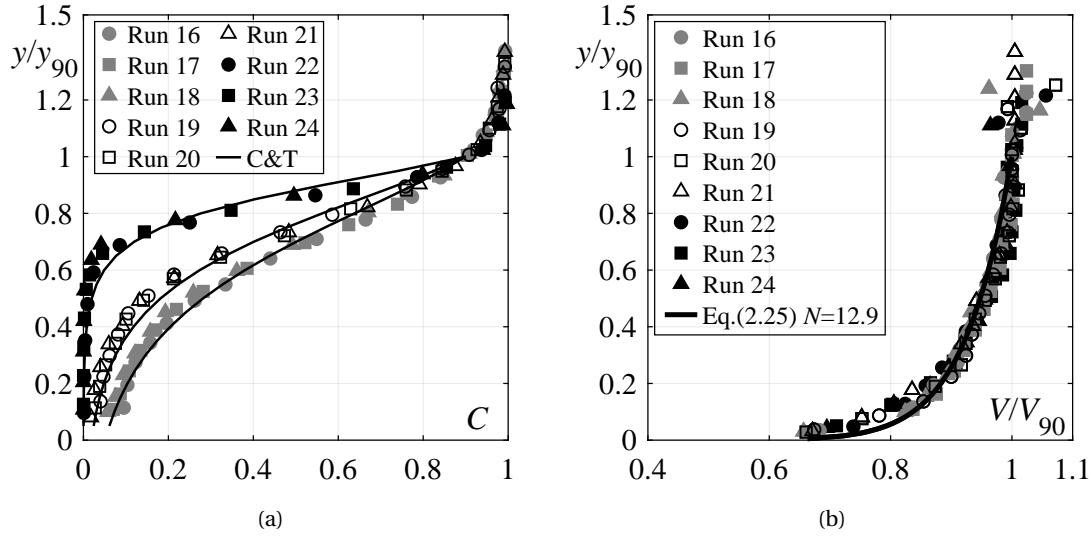 1.5
y/y90
1.2
1
0.8
0.6
0.4
0.2
0
0 0.2 0.4 0.6 0.8 1
C
Run 16
Run 17
Run 18
Run 19
Run 20
Run 21
Run 22
Run 23
Run 24
C&T
(a)
1.5
y/y90
1.2
1
0.8
0.6
0.4
0.2
0
0.4 0.6 0.8 1 1.1
V/V90
Run 16
Run 17
Run 18
Run 19
Run 20
Run 21
Run 22
Run 23
Run 24
Eq.(2.25) N=12.9
(b)